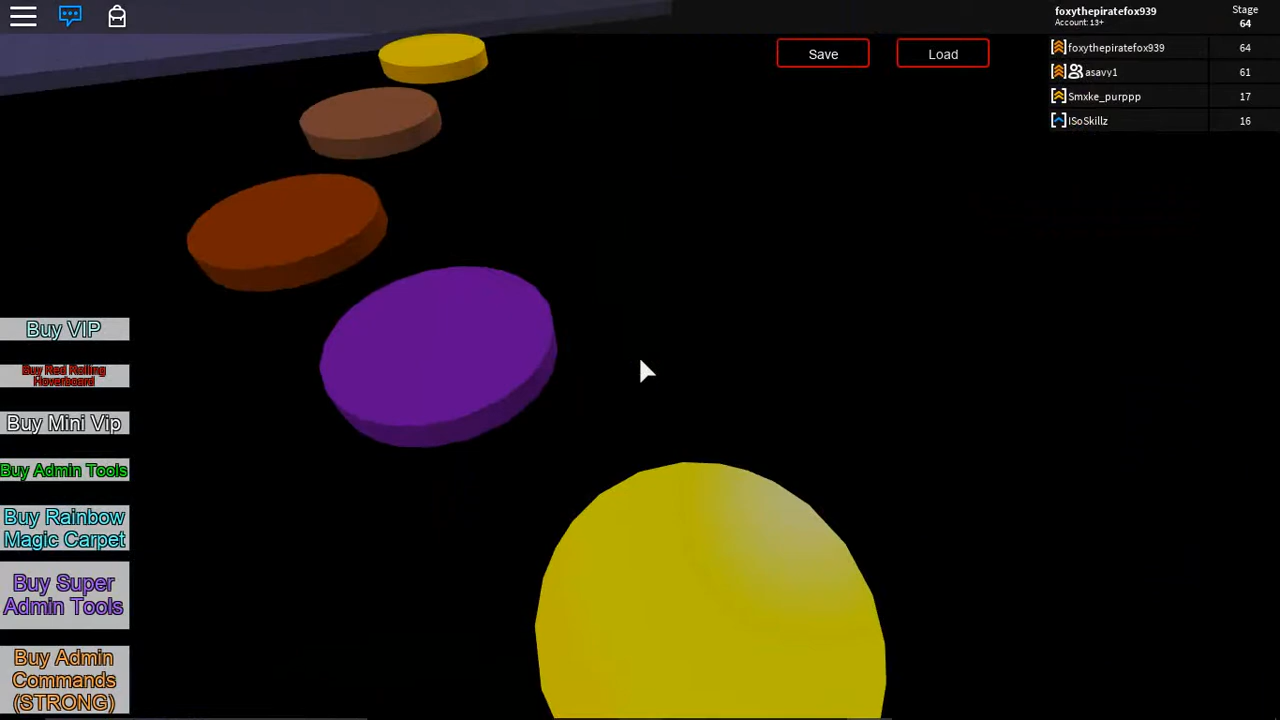 foxythepiratefox939
Account: 13+
Stage
64
Save
Load
foxythepiratefox939 64
asavy1 61
Smxke_purppp 17
ISoSkillz 16
Buy VIP
Buy Red Rolling
Hoverboard
Buy Mini Vip
Buy Admin Tools
Buy Rainbow
Magic Carpet
Buy Super
Admin Tools
Buy Admin
Commands
(STRONG)